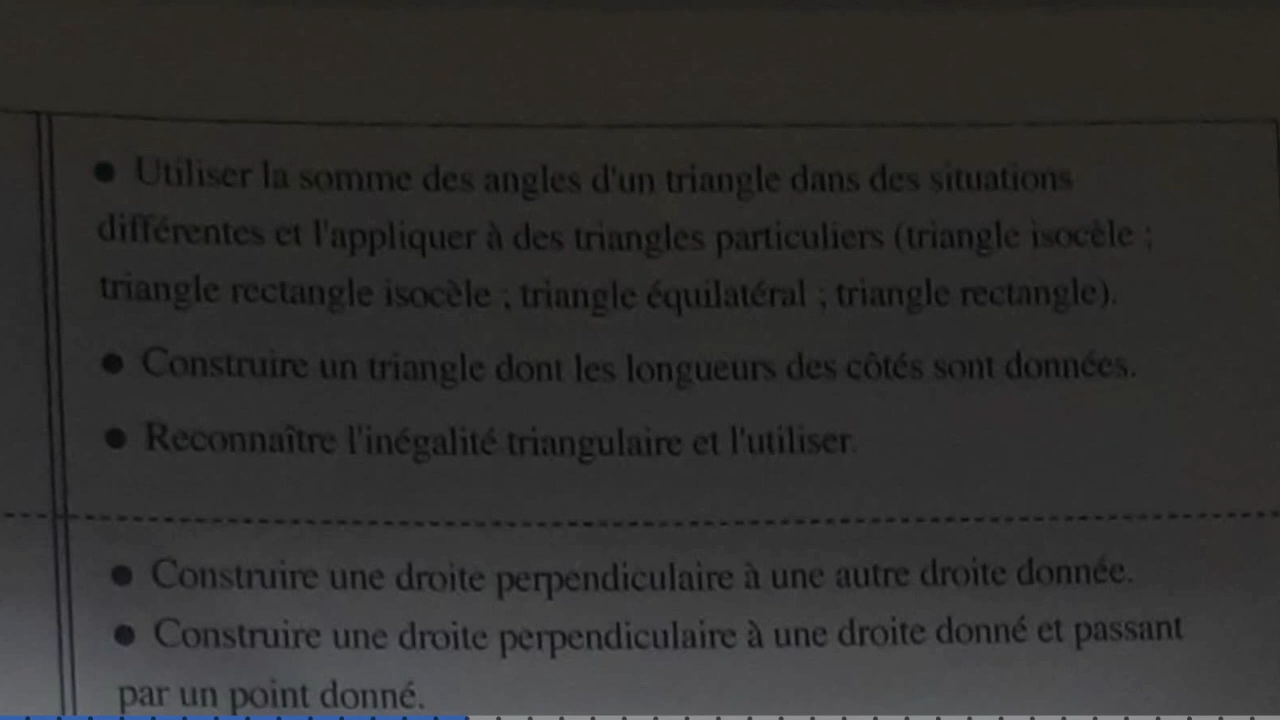 ● Utiliser la somme des angles d'un triangle dans des situations
différentes et l'appliquer à des triangles particuliers (triangle isocèle ;
triangle rectangle isocèle ; triangle équilatéral ; triangle rectangle).
● Construire un triangle dont les longueurs des côtés sont données.
● Reconnaître l'inégalité triangulaire et l'utiliser.
● Construire une droite perpendiculaire à une autre droite donnée.
● Construire une droite perpendiculaire à une droite donné et passant
par un point donné.